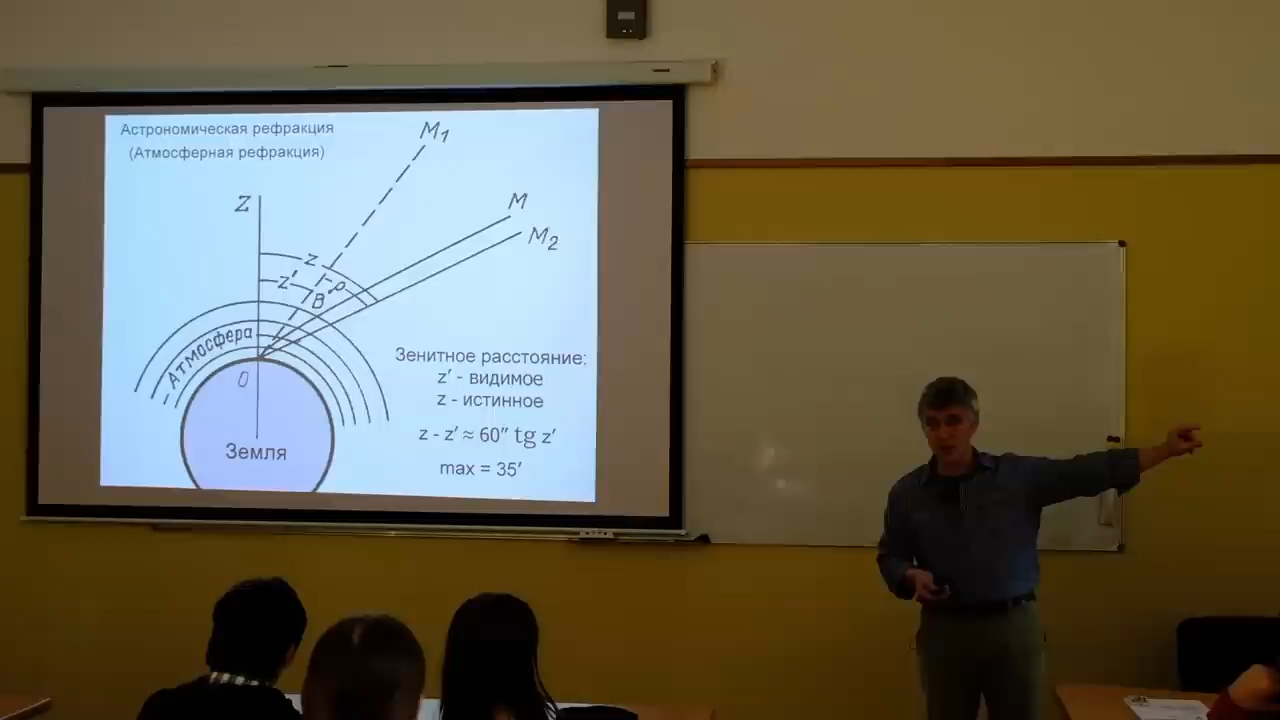 Астрономическая рефракция
(Атмосферная рефракция)
M₁
Z
M
M₂
z
z′
ρ
B
Атмосфера
O
Земля
Зенитное расстояние:
z′ - видимое
z - истинное
z - z′ ≈ 60″ tg z′
max = 35′